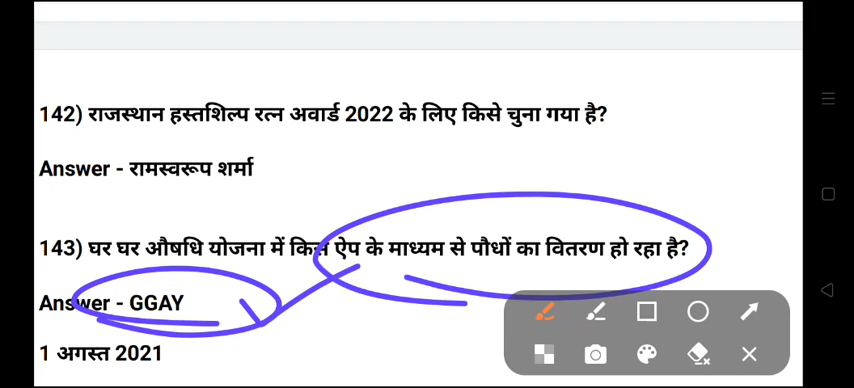 142) राजस्थान हस्तशिल्प रत्न अवार्ड 2022 के लिए किसे चुना गया है?
Answer - रामस्वरूप शर्मा
143) घर घर औषधि योजना में किस ऐप के माध्यम से पौधों का वितरण हो रहा है?
Answer - GGAY
1 अगस्त 2021